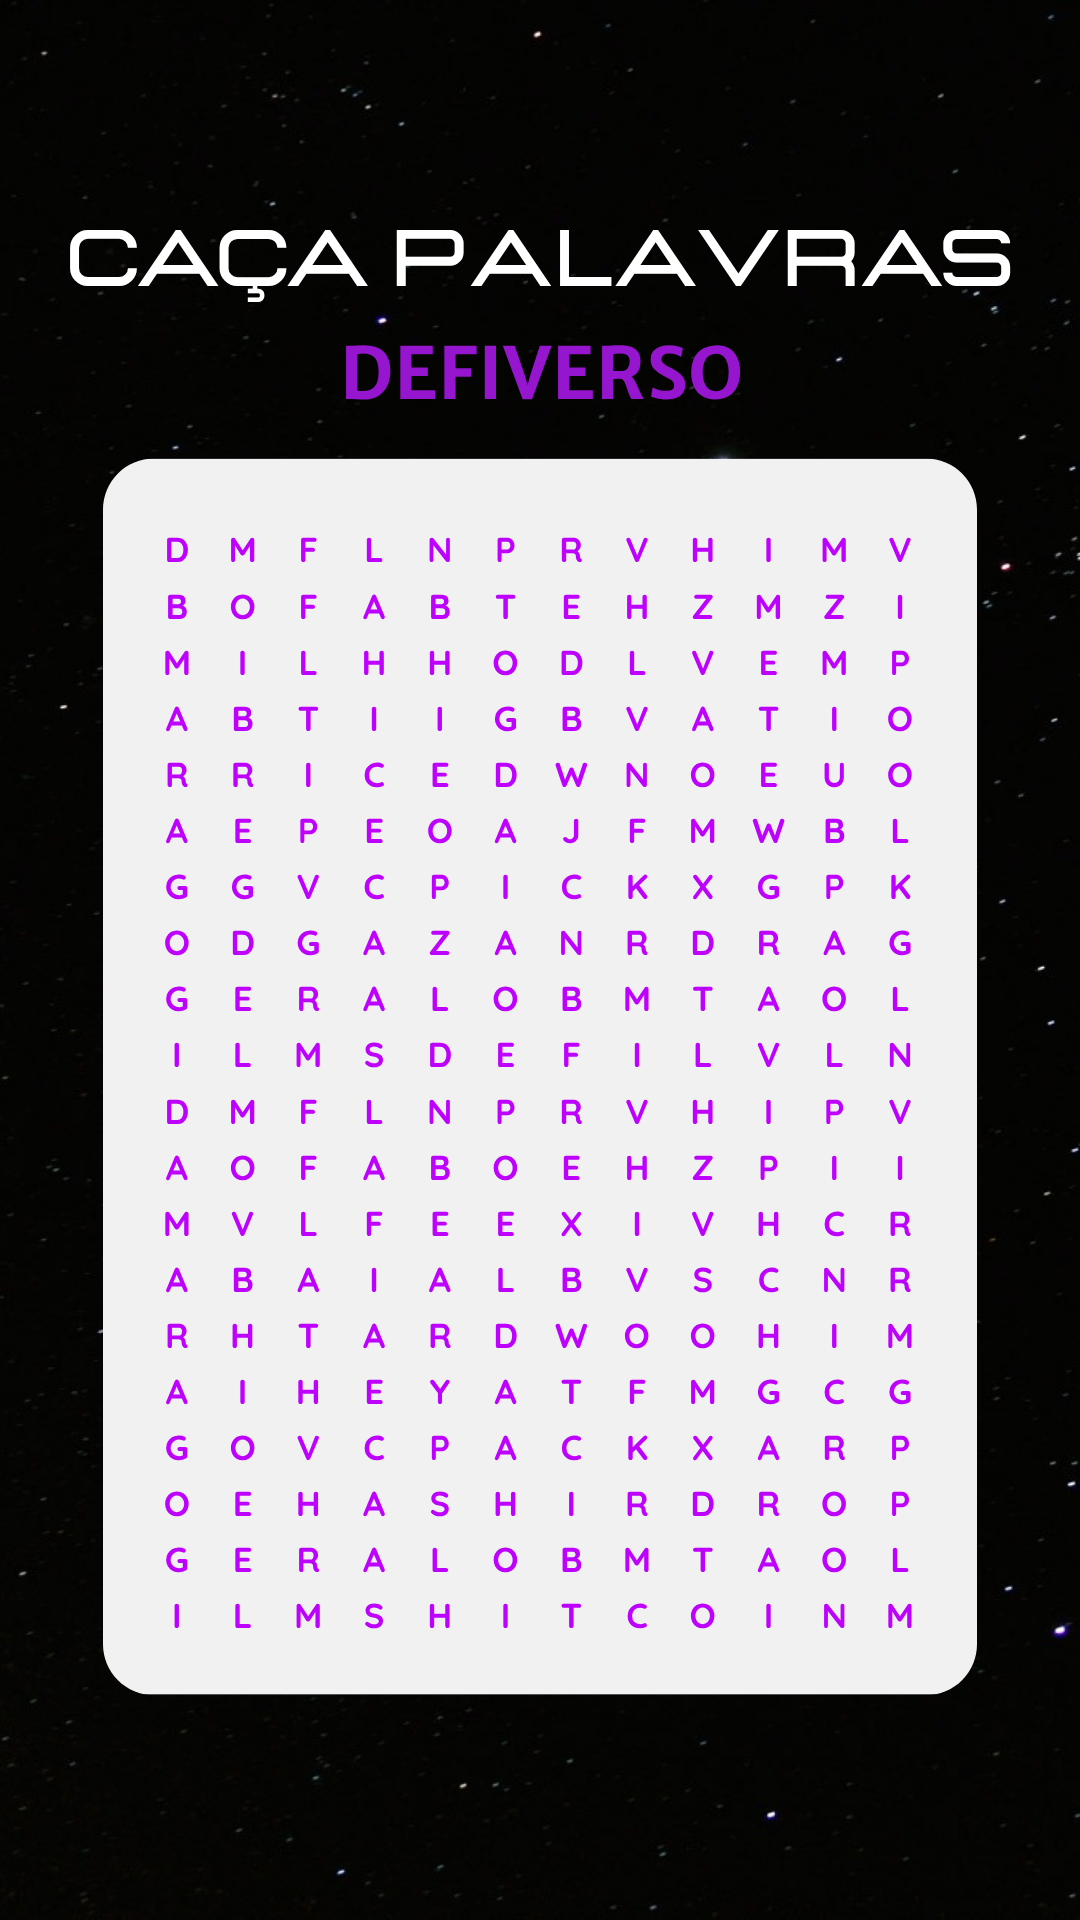 CAÇA PALAVRAS
DEFIVERSO
D M F L N P R V H I M V
B O F A B T E H Z M Z I
M I L H H O D L V E M P
A B T I I G B V A T I O
R R I C E D W N O E U O
A E P E O A J F M W B L
G G V C P I C K X G P K
O D G A Z A N R D R A G
G E R A L O B M T A O L
I L M S D E F I L V L N
D M F L N P R V H I P V
A O F A B O E H Z P I I
M V L F E E X I V H C R
A B A I A L B V S C N R
R H T A R D W O O H I M
A I H E Y A T F M G C G
G O V C P A C K X A R P
O E H A S H I R D R O P
G E R A L O B M T A O L
I L M S H I T C O I N M